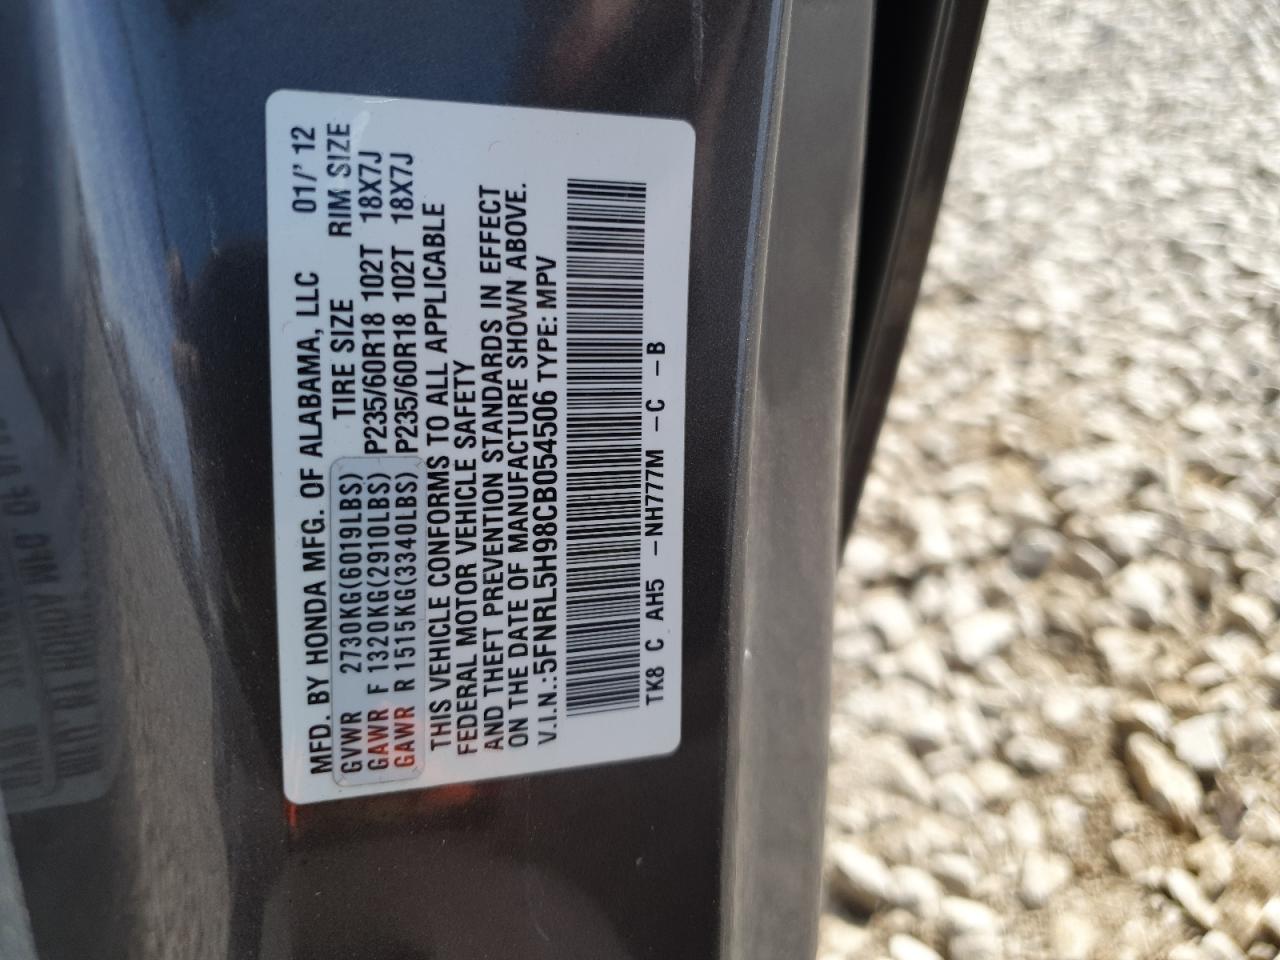 MFD. BY HONDA MFG. OF ALABAMA, LLC 01/'12
GVWR 2730KG(6019LBS) TIRE SIZE RIM SIZE
GAWR F 1320KG(2910LBS) P235/60R18 102T 18X7J
GAWR R 1515KG(3340LBS) P235/60R18 102T 18X7J
THIS VEHICLE CONFORMS TO ALL APPLICABLE
FEDERAL MOTOR VEHICLE SAFETY
AND THEFT PREVENTION STANDARDS IN EFFECT
ON THE DATE OF MANUFACTURE SHOWN ABOVE.
V.I.N.:5FNRL5H98CB054506 TYPE: MPV
TK8 C AH5 -NH777M -C -B